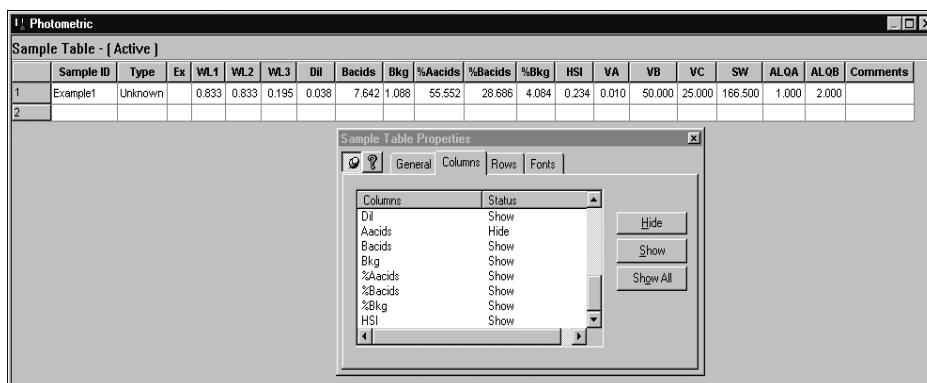 Photometric
Sample Table - ( Active )
Sample ID Type Ex WL1 WL2 WL3 Dil Bacids Bkg %Aacids %Bacids %Bkg HSI VA VB VC SW ALQA ALQB Comments
1 Example1 Unknown 0.833 0.833 0.195 0.038 7.642 1.088 55.552 28.686 4.084 0.234 0.010 50.000 25.000 166.500 1.000 2.000
2
Sample Table Properties
General Columns Rows Fonts
Columns Status
Dil Show
Aacids Hide
Bacids Show
Bkg Show
%Aacids Show
%Bacids Show
%Bkg Show
HSI Show
Hide
Show
Show All